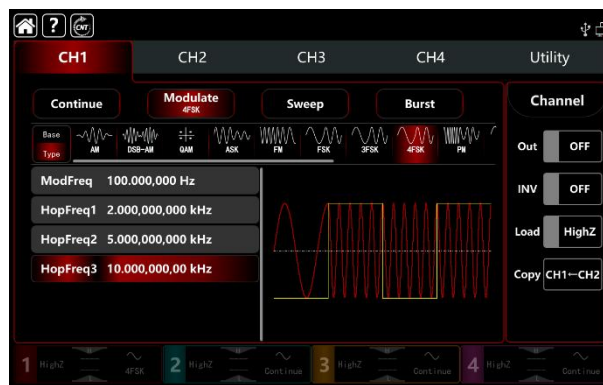 ? CNT
CH1 CH2 CH3 CH4 Utility
Continue Modulate Sweep Burst Channel
4FSK
Base
Type AM DSB-AM QAM ASK FM FSK 3FSK 4FSK PM
Out OFF
ModFreq 100.000,000 Hz
INV OFF
HopFreq1 2.000,000,000 kHz
Load HighZ
HopFreq2 5.000,000,000 kHz
HopFreq3 10.000,000,00 kHz
Copy CH1←CH2
1 HighZ 4FSK 2 HighZ Continue 3 HighZ Continue 4 HighZ Continue